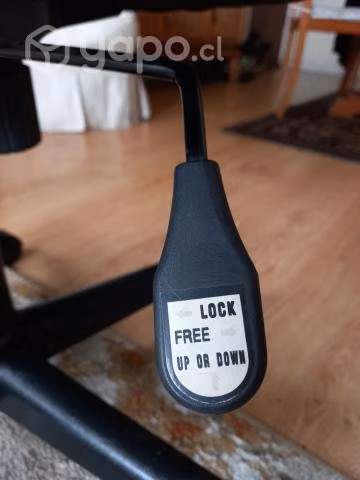 yapo.cl
LOCK
FREE
UP OR DOWN